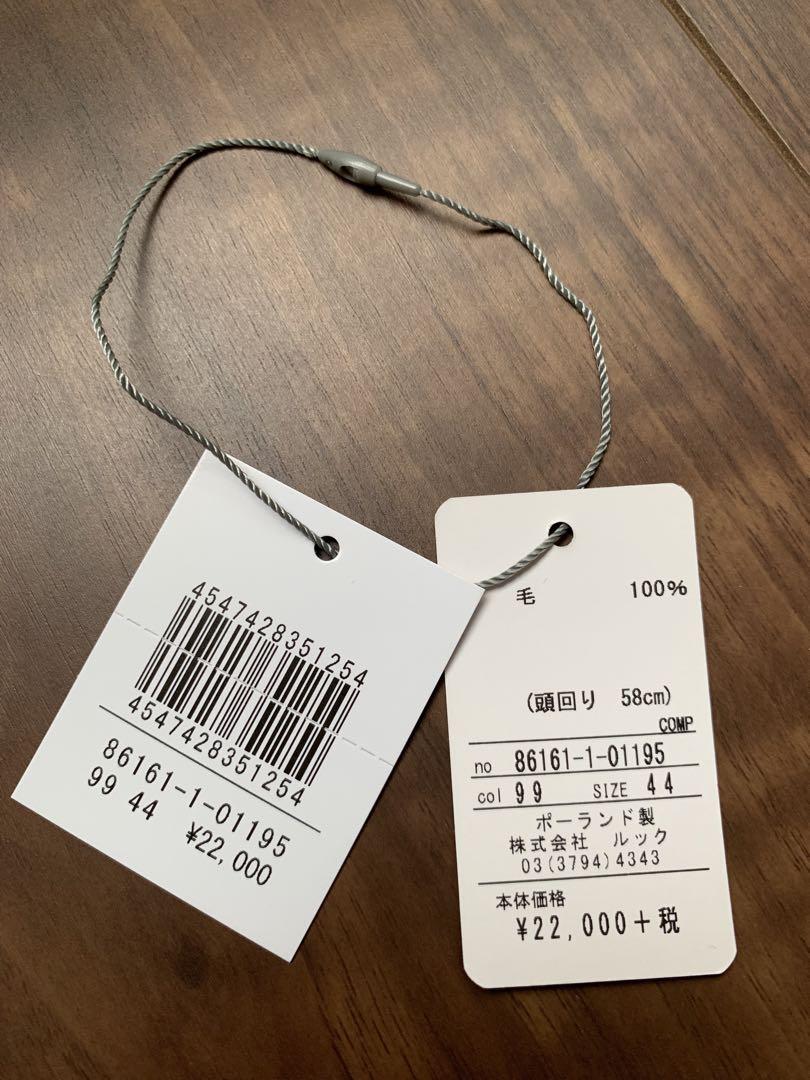 4547428351254
4547428351254
86161-1-01195
99 44 ¥22,000
毛 100%
(頭回り 58cm)
COMP
no 86161-1-01195
col 99 SIZE 44
ポーランド製
株式会社 ルック
03(3794)4343
本体価格
¥22,000+税